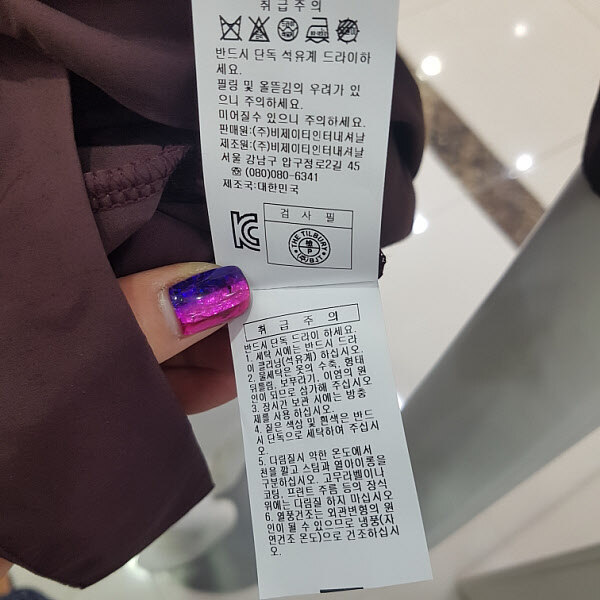 취급주의
반드시 단독 석유계 드라이하
세요.
필링 및 올뜯김의 우려가 있
으니 주의하세요.
미어질수 있으니 주의하세요.
판매원:(주)비제이티인터내셔날
제조원:(주)비제이티인터내셔날
서울 강남구 압구정로2길 45
☎ (080)080-6341
제조국:대한민국
검 사 필
THE TILBURY
P
(주)BJT
취 급 주 의
반드시 단독 드라이 하세요.
1. 세탁 시에는 반드시 드라
이 클리닝(석유계) 하십시오.
2. 물세탁은 옷의 수축, 형태
뒤틀림, 보푸라기, 이염의 원
인이 되므로 삼가해 주십시오
3. 장시간 보관 시에는 방충
제를 사용 하십시오.
4. 짙은 색상 및 흰색은 반드
시 단독으로 세탁하여 주십시
오.
5. 다림질시 약한 온도에서
천을 깔고 스팀과 열아이롱을
구분하십시오. 고무라벨이나
코팅, 프린트 주름 등의 장식
위에는 다림질 하지 마십시오
6. 열풍건조는 외관변형의 원
인이 될 수 있으므로 냉풍(자
연건조 온도)으로 건조하십시
오.